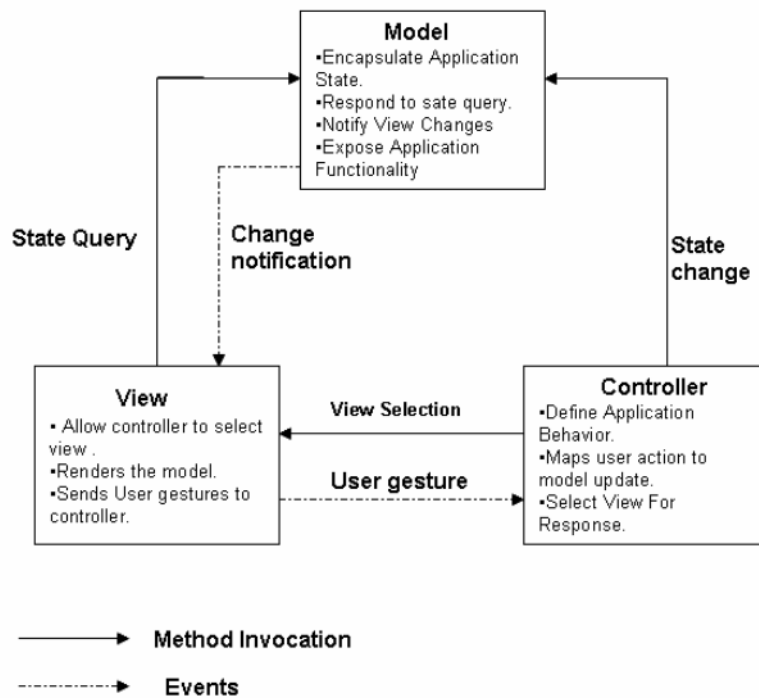 Model
▪Encapsulate Application
State.
▪Respond to sate query.
▪Notify View Changes
▪Expose Application
Functionality
State Query
Change
notification
State
change
View
▪ Allow controller to select
view .
▪Renders the model.
▪Sends User gestures to
controller.
View Selection
User gesture
Controller
▪Define Application
Behavior.
▪Maps user action to
model update.
▪Select View For
Response.
Method Invocation
Events